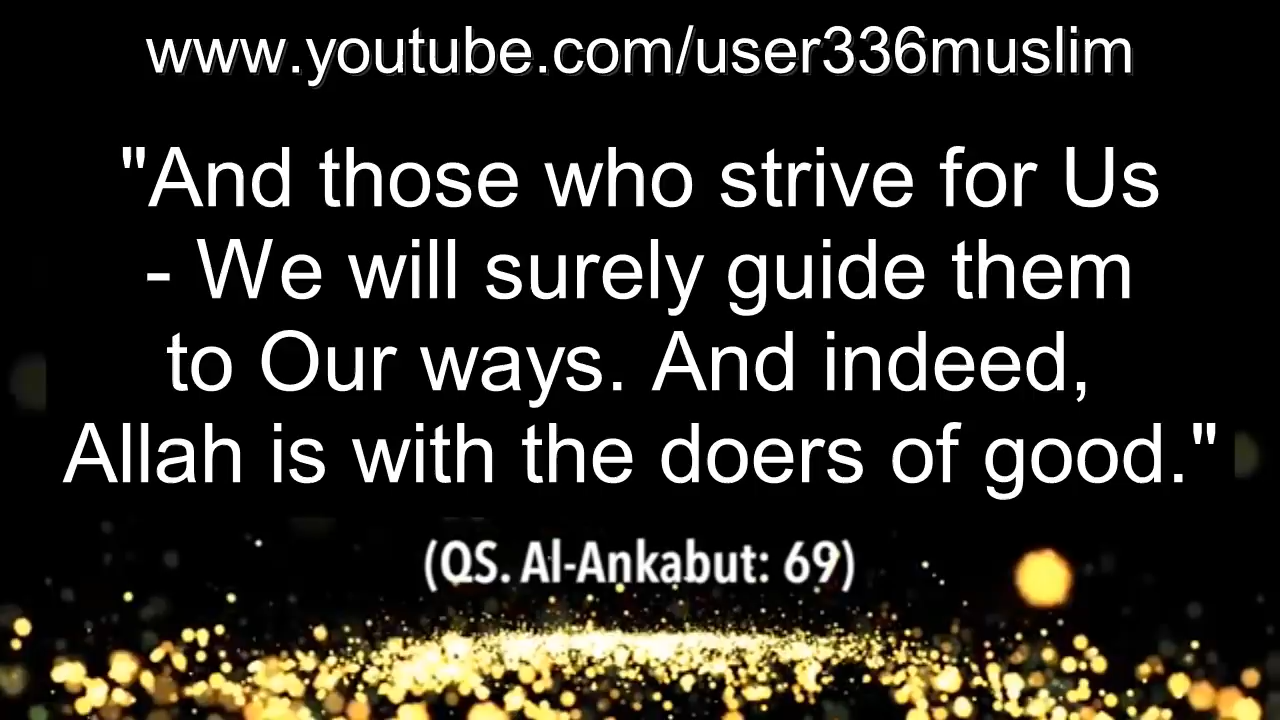 www.youtube.com/user336muslim
"And those who strive for Us
- We will surely guide them
to Our ways. And indeed,
Allah is with the doers of good."
(QS. Al-Ankabut: 69)